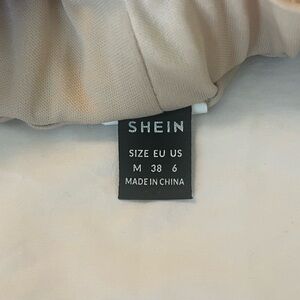 SHEIN
SIZE EU US
M 38 6
MADE IN CHINA